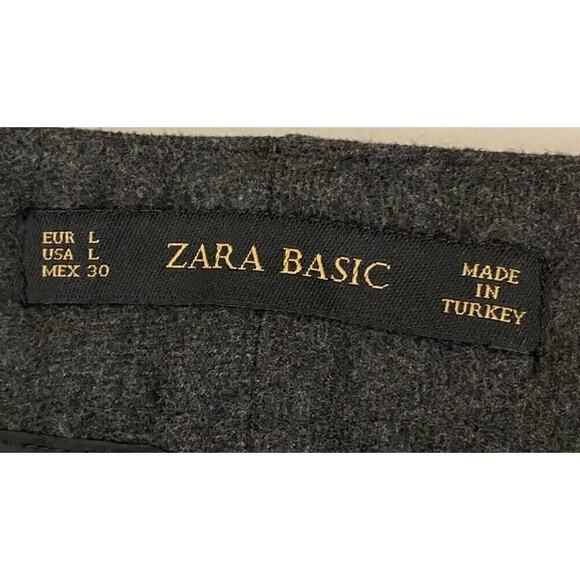 EUR L
USA L
MEX 30
ZARA BASIC
MADE
IN
TURKEY